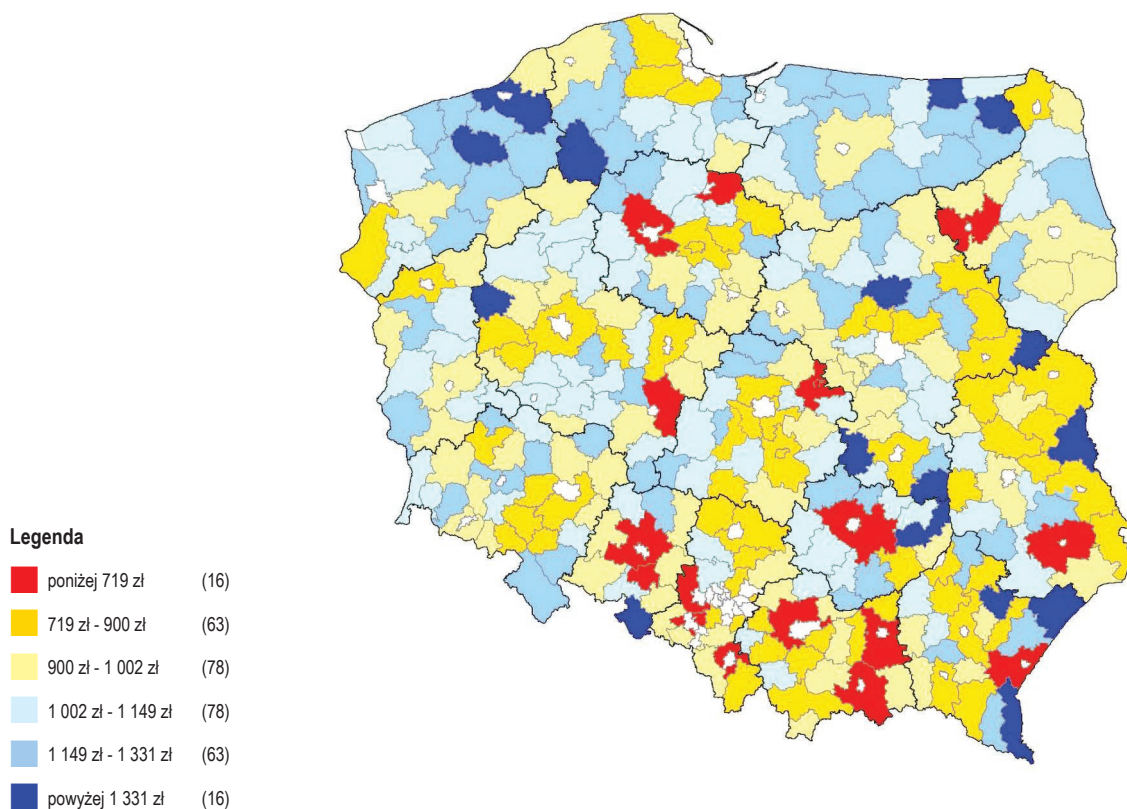 Legenda
poniżej 719 zł (16)
719 zł - 900 zł (63)
900 zł - 1 002 zł (78)
1 002 zł - 1 149 zł (78)
1 149 zł - 1 331 zł (63)
powyżej 1 331 zł (16)